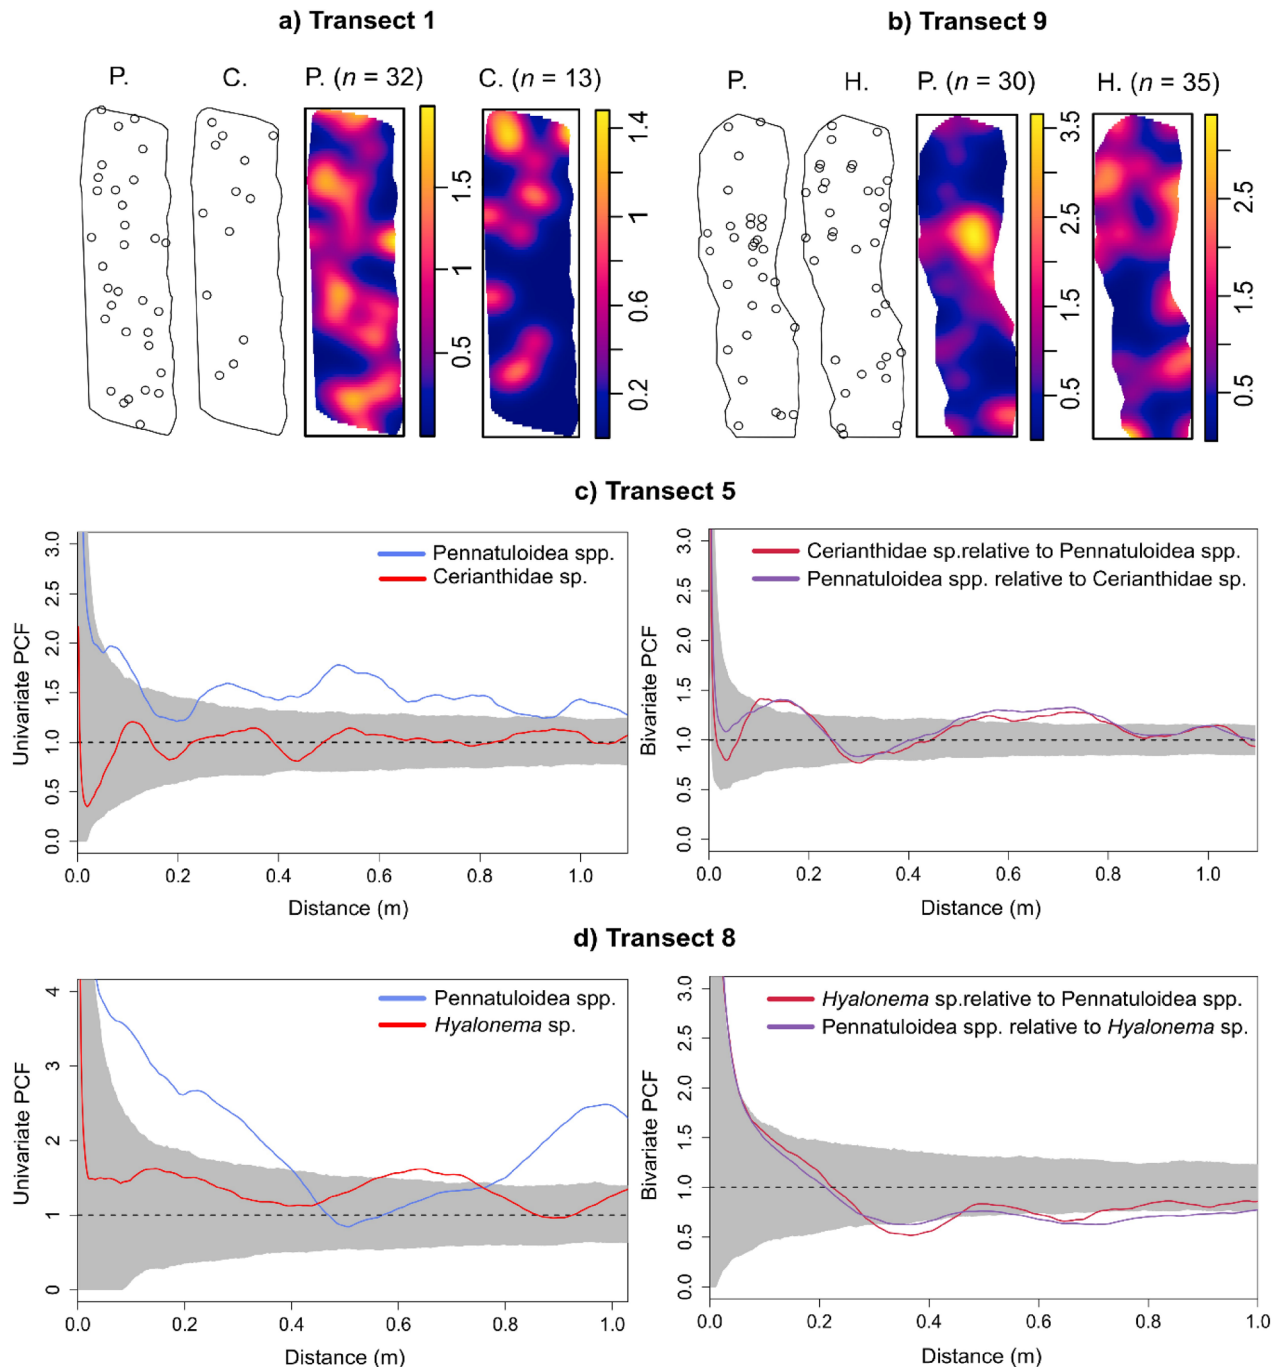 a) Transect 1
b) Transect 9
P.
C.
P. (n = 32)
C. (n = 13)
P.
H.
P. (n = 30)
H. (n = 35)
1.5
1
0.5
1.4
1
0.6
0.2
3.5
2.5
1.5
0.5
2.5
1.5
0.5
c) Transect 5
Univariate PCF
3.0
2.5
2.0
1.5
1.0
0.5
0.0
Pennatuloidea spp.
Cerianthidae sp.
0.0 0.2 0.4 0.6 0.8 1.0
Distance (m)
Bivariate PCF
3.0
2.5
2.0
1.5
1.0
0.5
0.0
Cerianthidae sp.relative to Pennatuloidea spp.
Pennatuloidea spp. relative to Cerianthidae sp.
0.0 0.2 0.4 0.6 0.8 1.0
Distance (m)
d) Transect 8
Univariate PCF
4
3
2
1
0
Pennatuloidea spp.
Hyalonema sp.
0.0 0.2 0.4 0.6 0.8 1.0
Distance (m)
Bivariate PCF
3.0
2.5
2.0
1.5
1.0
0.5
0.0
Hyalonema sp.relative to Pennatuloidea spp.
Pennatuloidea spp. relative to Hyalonema sp.
0.0 0.2 0.4 0.6 0.8 1.0
Distance (m)